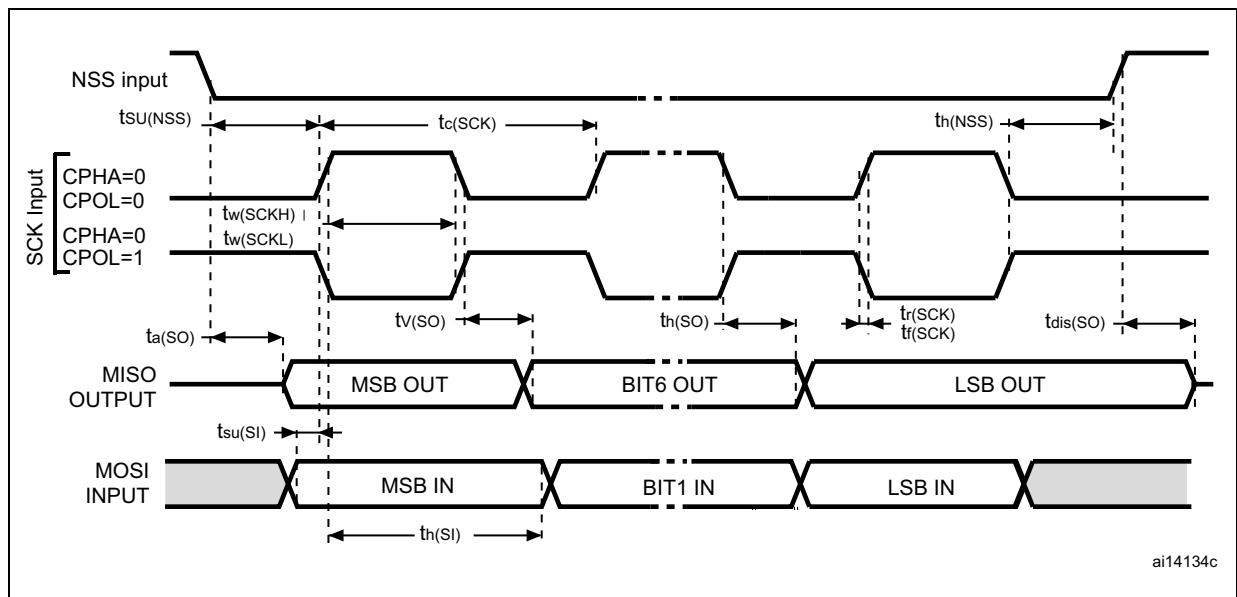 NSS input
tSU(NSS)
tc(SCK)
th(NSS)
SCK Input
CPHA=0
CPOL=0
tw(SCKH)
CPHA=0
CPOL=1
tw(SCKL)
tV(SO)
th(SO)
tr(SCK)
tf(SCK)
ta(SO)
tdis(SO)
MISO
OUTPUT
MSB OUT
BIT6 OUT
LSB OUT
tsu(SI)
MOSI
INPUT
MSB IN
BIT1 IN
LSB IN
th(SI)
ai14134c